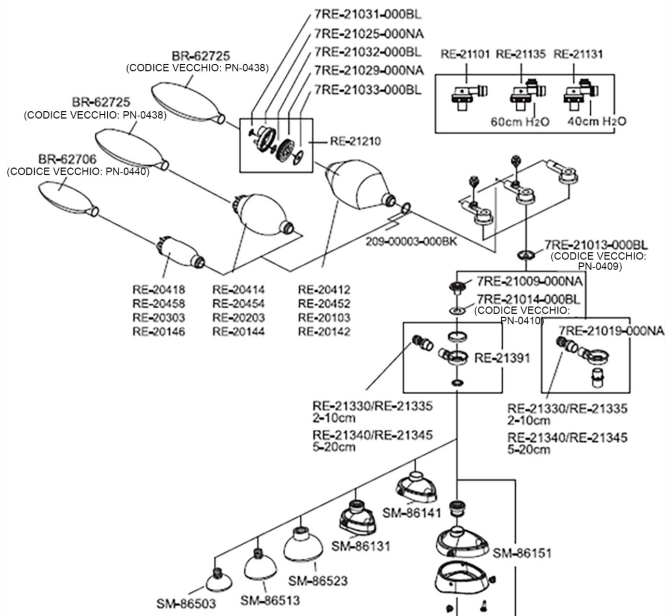 7RE-21031-000BL
7RE-21025-000NA
7RE-21032-000BL
7RE-21029-000NA
7RE-21033-000BL
RE-21101 RE-21135 RE-21131
60cm H2O 40cm H2O
BR-62725
(CODICE VECCHIO: PN-0438)
BR-62725
(CODICE VECCHIO: PN-0438)
BR-62706
(CODICE VECCHIO: PN-0440)
RE-21210
209-00003-000BK
RE-20418
RE-20458
RE-20303
RE-20146
RE-20414
RE-20454
RE-20203
RE-20144
RE-20412
RE-20452
RE-20103
RE-20142
7RE-21013-000BL
(CODICE VECCHIO:
PN-0409)
7RE-21009-000NA
7RE-21014-000BL
(CODICE VECCHIO:
PN-0410)
7RE-21019-000NA
RE-21391
RE-21330/RE-21335
2-10cm
RE-21340/RE-21345
5-20cm
RE-21330/RE-21335
2-10cm
RE-21340/RE-21345
5-20cm
SM-86141
SM-86131
SM-86151
SM-86523
SM-86513
SM-86503